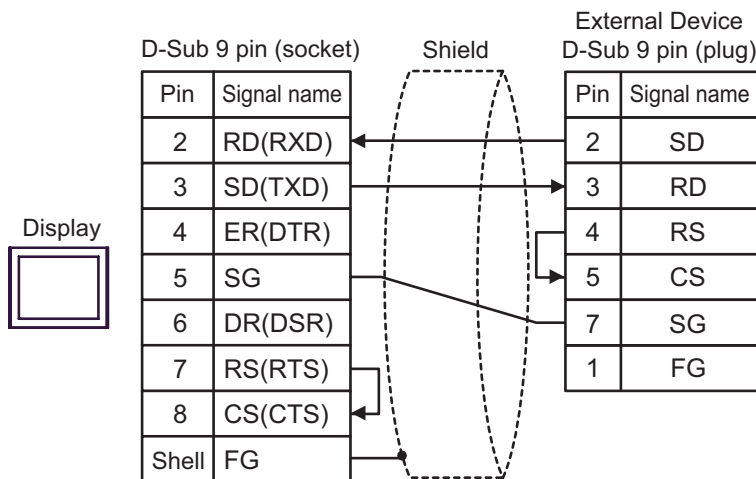 External Device
D-Sub 9 pin (socket) Shield D-Sub 9 pin (plug)
Pin Signal name Pin Signal name
2 RD(RXD) 2 SD
3 SD(TXD) 3 RD
Display 4 ER(DTR) 4 RS
5 SG 5 CS
6 DR(DSR) 7 SG
7 RS(RTS) 1 FG
8 CS(CTS)
Shell FG